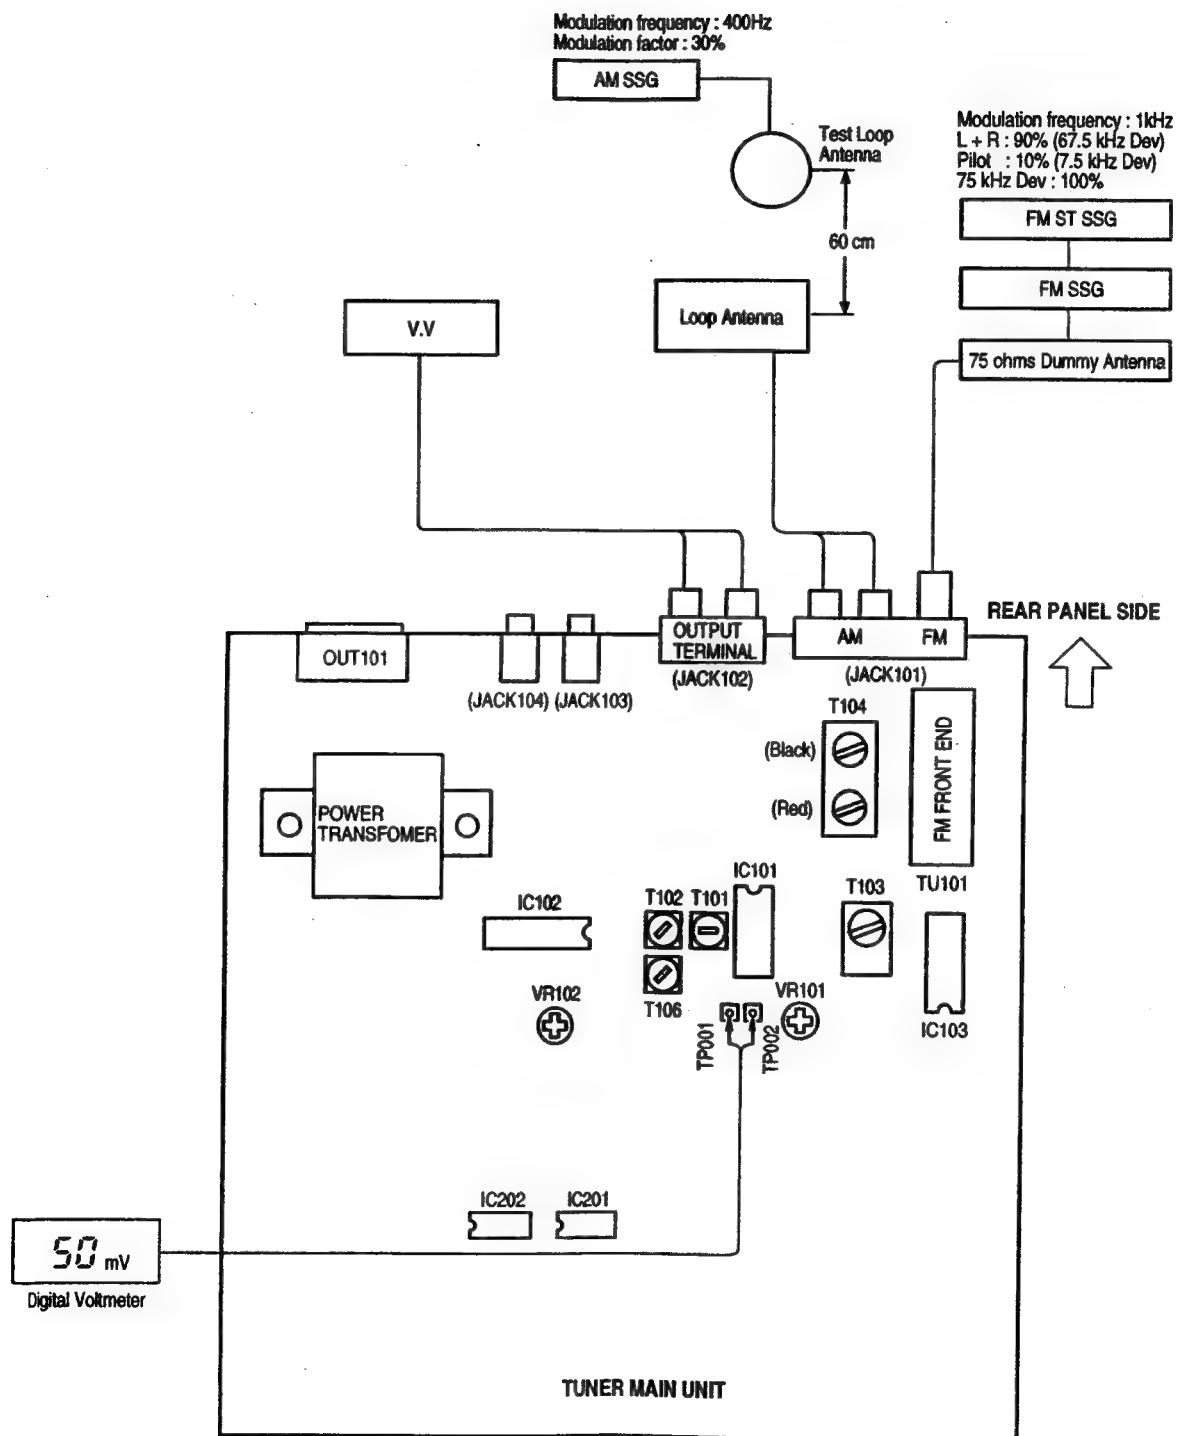 Modulation frequency : 400Hz
Modulation factor : 30%
AM SSG
Test Loop
Antenna
Modulation frequency : 1kHz
L + R : 90% (67.5 kHz Dev)
Pilot : 10% (7.5 kHz Dev)
75 kHz Dev : 100%
FM ST SSG
60 cm
FM SSG
V.V
Loop Antenna
75 ohms Dummy Antenna
REAR PANEL SIDE
OUT101
(JACK104) (JACK103)
OUTPUT
TERMINAL
(JACK102)
AM FM
(JACK101)
T104
(Black)
(Red)
FM FRONT END
TU101
POWER
TRANSFOMER
IC102
T102 T101
IC101
T103
VR102
T106
TP001
TP002
VR101
IC103
IC202 IC201
50 mV
Digital Voltmeter
TUNER MAIN UNIT